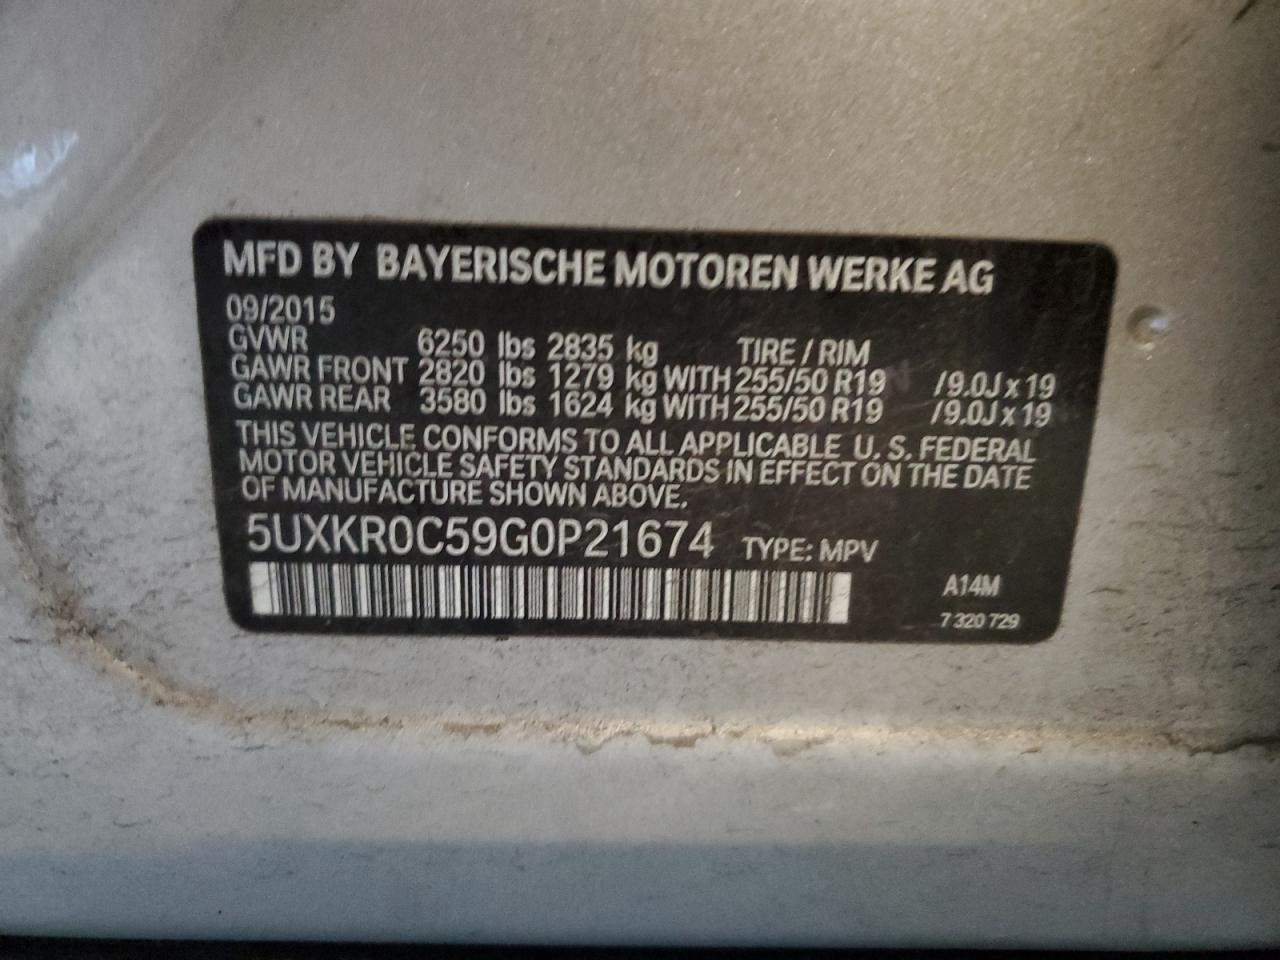 MFD BY BAYERISCHE MOTOREN WERKE AG
09/2015
GVWR 6250 lbs 2835 kg TIRE / RIM
GAWR FRONT 2820 lbs 1279 kg WITH 255/50 R19 /9.0J x 19
GAWR REAR 3580 lbs 1624 kg WITH 255/50 R19 /9.0J x 19
THIS VEHICLE CONFORMS TO ALL APPLICABLE U. S. FEDERAL
MOTOR VEHICLE SAFETY STANDARDS IN EFFECT ON THE DATE
OF MANUFACTURE SHOWN ABOVE.
5UXKR0C59G0P21674 TYPE: MPV
A14M
7 320 729